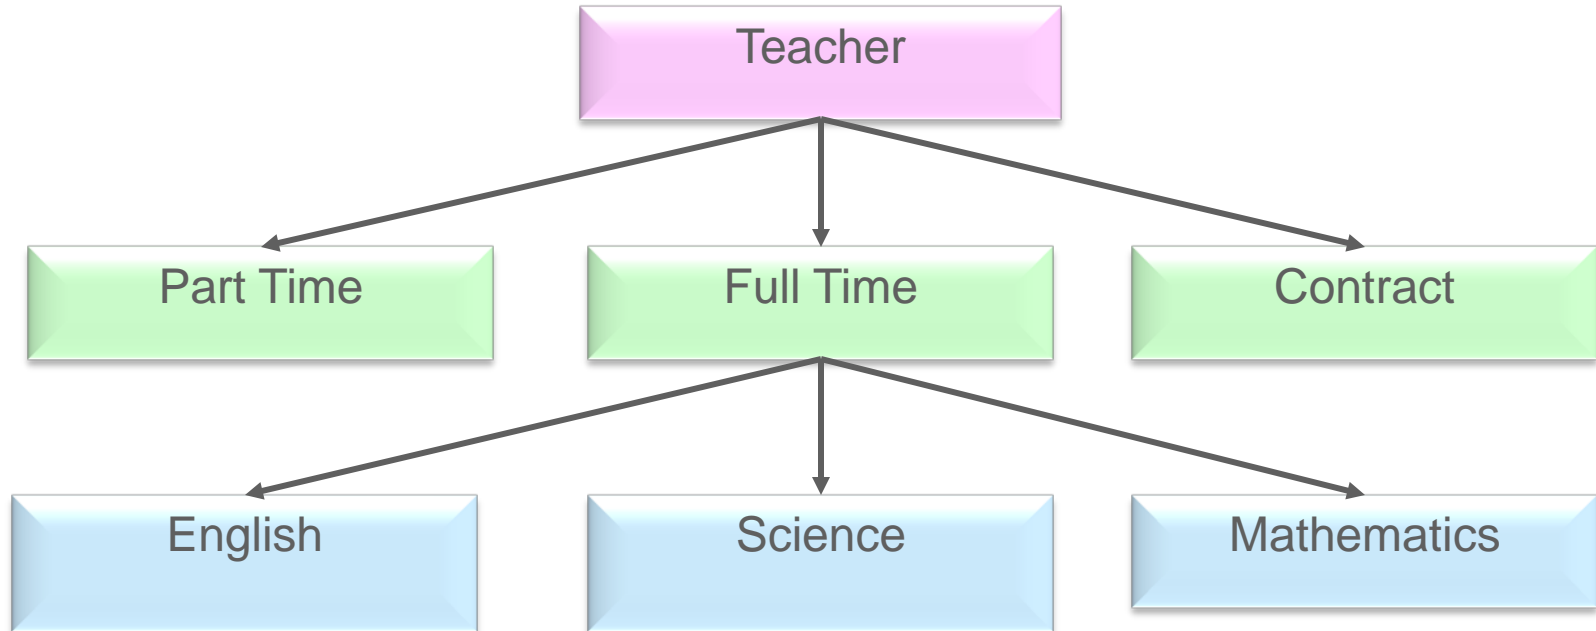 Teacher
Part Time
Full Time
Contract
English
Science
Mathematics